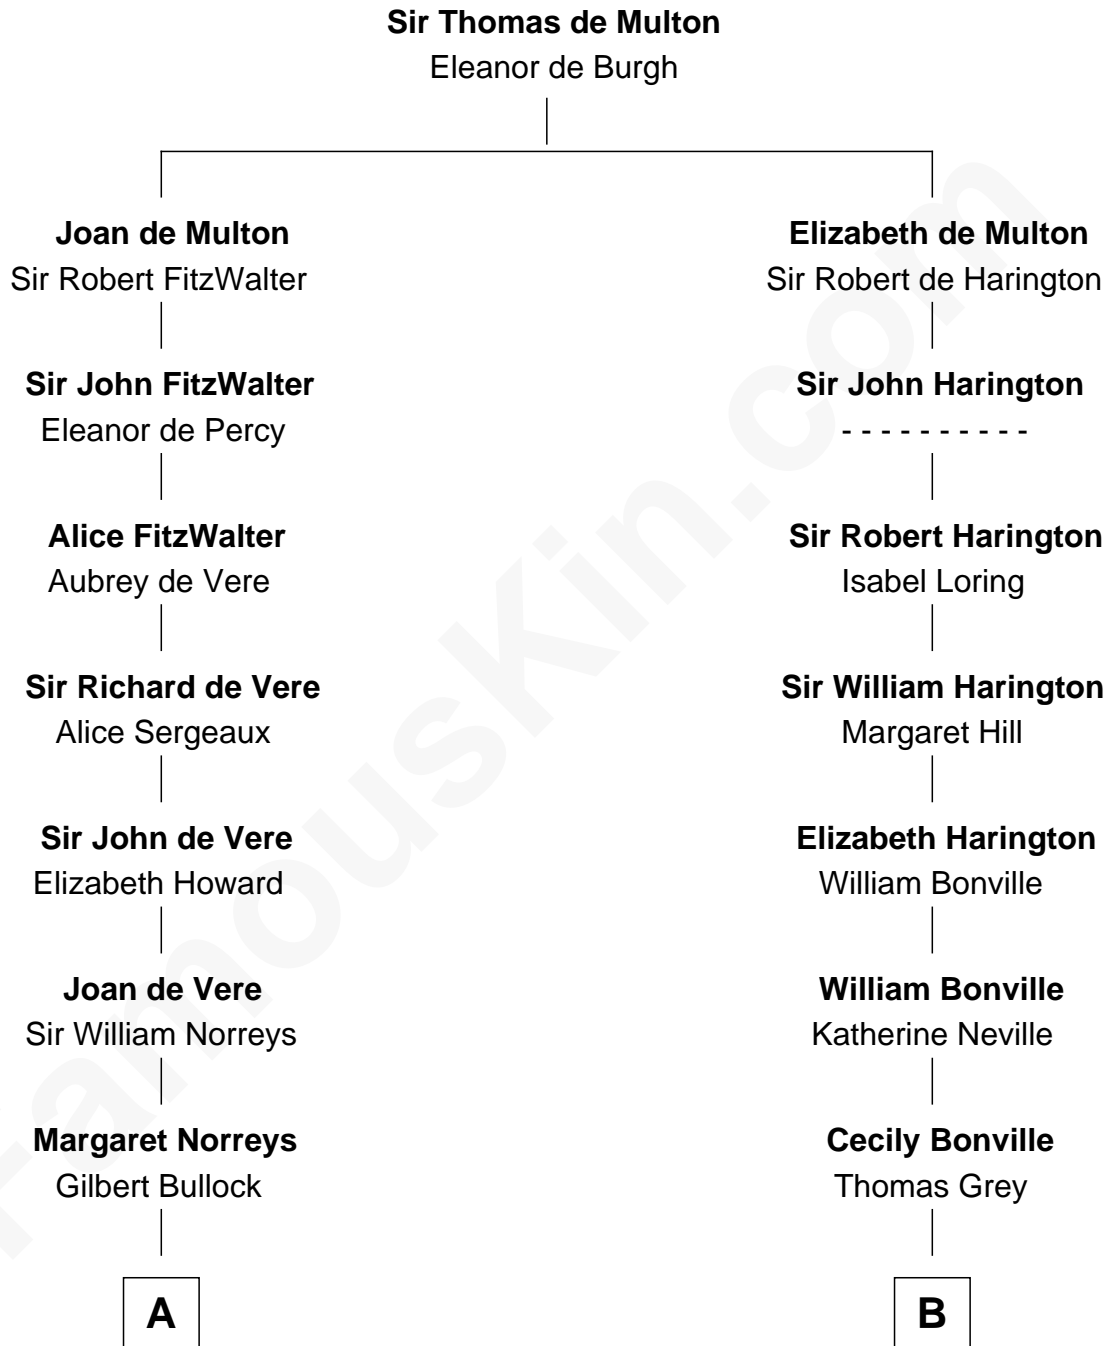 Sir Thomas de Multon
Eleanor de Burgh
Joan de Multon
Sir Robert FitzWalter
Elizabeth de Multon
Sir Robert de Harington
Sir John FitzWalter
Eleanor de Percy
Sir John Harington
- - - - - - - - - -
Alice FitzWalter
Aubrey de Vere
Sir Robert Harington
Isabel Loring
Sir Richard de Vere
Alice Sergeaux
Sir William Harington
Margaret Hill
Sir John de Vere
Elizabeth Howard
Elizabeth Harington
William Bonville
Joan de Vere
Sir William Norreys
William Bonville
Katherine Neville
Margaret Norreys
Gilbert Bullock
Cecily Bonville
Thomas Grey
A
B
FamousKin.com